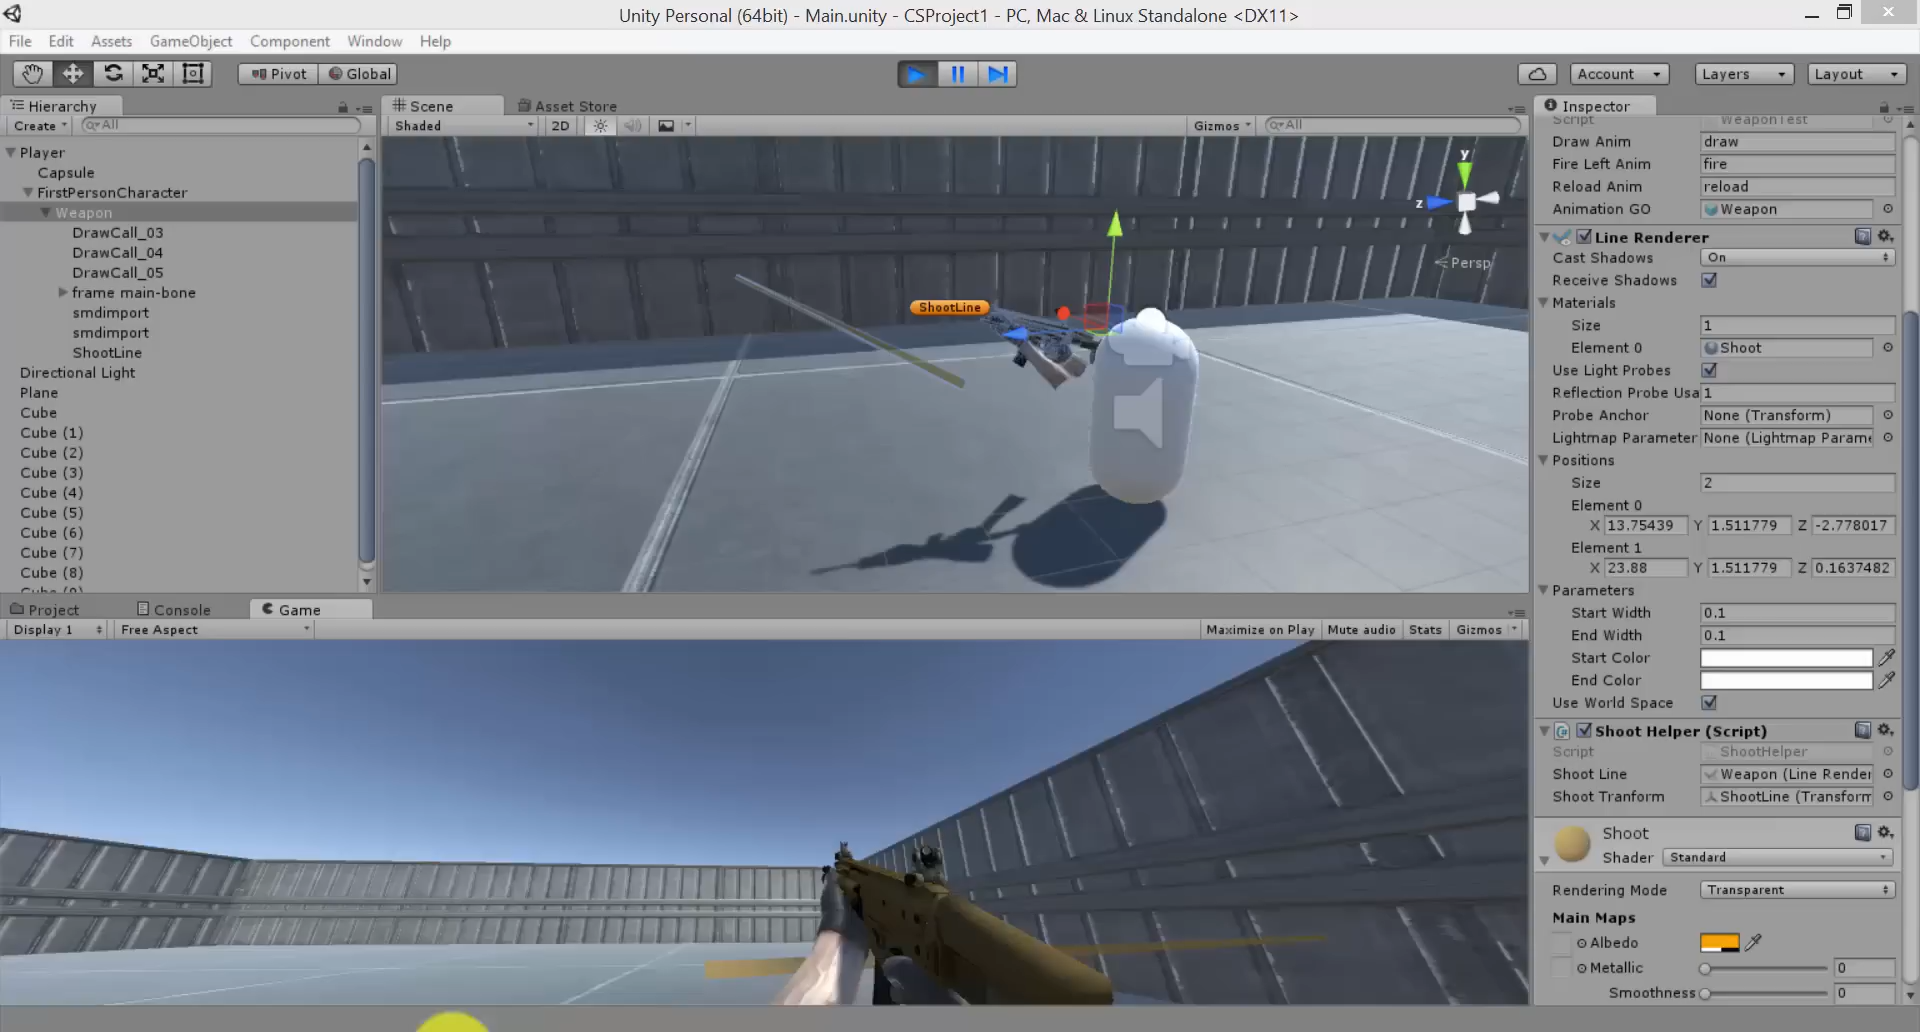 Unity Personal (64bit) - Main.unity - CSProject1 - PC, Mac & Linux Standalone <DX11>
File Edit Assets GameObject Component Window Help
Pivot Global Account Layers Layout
Hierarchy
Create All
Player
Capsule
FirstPersonCharacter
Weapon
DrawCall_03
DrawCall_04
DrawCall_05
frame main-bone
smdimport
smdimport
ShootLine
Directional Light
Plane
Cube
Cube (1)
Cube (2)
Cube (3)
Cube (4)
Cube (5)
Cube (6)
Cube (7)
Cube (8)
Scene Asset Store
Shaded 2D Gizmos All
y
z
Persp
ShootLine
Project Console Game
Display 1 Free Aspect Maximize on Play Mute audio Stats Gizmos
Inspector
Script WeaponTest
Draw Anim draw
Fire Left Anim fire
Reload Anim reload
Animation GO Weapon
Line Renderer
Cast Shadows On
Receive Shadows
Materials
Size 1
Element 0 Shoot
Use Light Probes
Reflection Probe Usa 1
Probe Anchor None (Transform)
Lightmap Parameter None (Lightmap Parame
Positions
Size 2
Element 0
X 13.75439 Y 1.511779 Z -2.778017
Element 1
X 23.88 Y 1.511779 Z 0.1637482
Parameters
Start Width 0.1
End Width 0.1
Start Color
End Color
Use World Space
Shoot Helper (Script)
Script ShootHelper
Shoot Line Weapon (Line Render
Shoot Tranform ShootLine (Transform
Shoot
Shader Standard
Rendering Mode Transparent
Main Maps
Albedo
Metallic 0
Smoothness 0